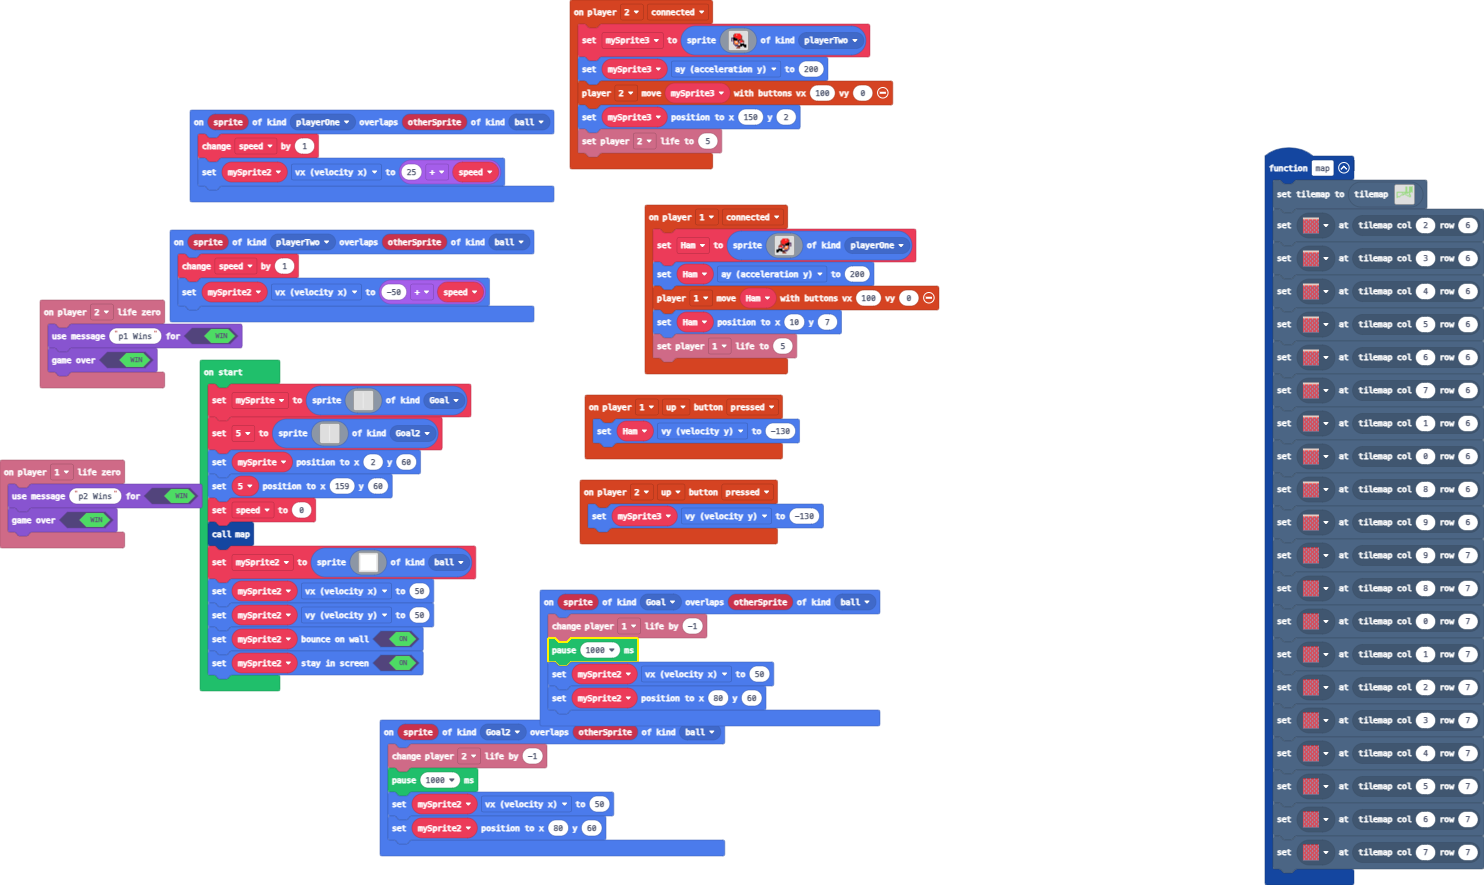 on player 2 connected
set mySprite3 to sprite of kind playerTwo
set mySprite3 ay (acceleration y) to 200
player 2 move mySprite3 with buttons vx 100 vy 0
set mySprite3 position to x 150 y 2
set player 2 life to 5
on sprite of kind playerOne overlaps otherSprite of kind ball
change speed by 1
set mySprite2 vx (velocity x) to 25 + speed
on sprite of kind playerTwo overlaps otherSprite of kind ball
change speed by 1
set mySprite2 vx (velocity x) to -50 + speed
on player 2 life zero
use message "p1 Wins" for WIN
game over WIN
on player 1 life zero
use message "p2 Wins" for WIN
game over WIN
on start
set mySprite to sprite of kind Goal
set 5 to sprite of kind Goal2
set mySprite position to x 2 y 60
set 5 position to x 159 y 60
set speed to 0
call map
set mySprite2 to sprite of kind ball
set mySprite2 vx (velocity x) to 50
set mySprite2 vy (velocity y) to 50
set mySprite2 bounce on wall ON
set mySprite2 stay in screen ON
on player 1 connected
set Ham to sprite of kind playerOne
set Ham ay (acceleration y) to 200
player 1 move Ham with buttons vx 100 vy 0
set Ham position to x 10 y 7
set player 1 life to 5
on player 1 up button pressed
set Ham vy (velocity y) to -130
on player 2 up button pressed
set mySprite3 vy (velocity y) to -130
on sprite of kind Goal overlaps otherSprite of kind ball
change player 1 life by -1
pause 1000 ms
set mySprite2 vx (velocity x) to 50
set mySprite2 position to x 80 y 60
on sprite of kind Goal2 overlaps otherSprite of kind ball
change player 2 life by -1
pause 1000 ms
set mySprite2 vx (velocity x) to 50
set mySprite2 position to x 80 y 60
function map
set tilemap to tilemap
set at tilemap col 2 row 6
set at tilemap col 3 row 6
set at tilemap col 4 row 6
set at tilemap col 5 row 6
set at tilemap col 6 row 6
set at tilemap col 7 row 6
set at tilemap col 1 row 6
set at tilemap col 0 row 6
set at tilemap col 8 row 6
set at tilemap col 9 row 6
set at tilemap col 9 row 7
set at tilemap col 8 row 7
set at tilemap col 0 row 7
set at tilemap col 1 row 7
set at tilemap col 2 row 7
set at tilemap col 3 row 7
set at tilemap col 4 row 7
set at tilemap col 5 row 7
set at tilemap col 6 row 7
set at tilemap col 7 row 7